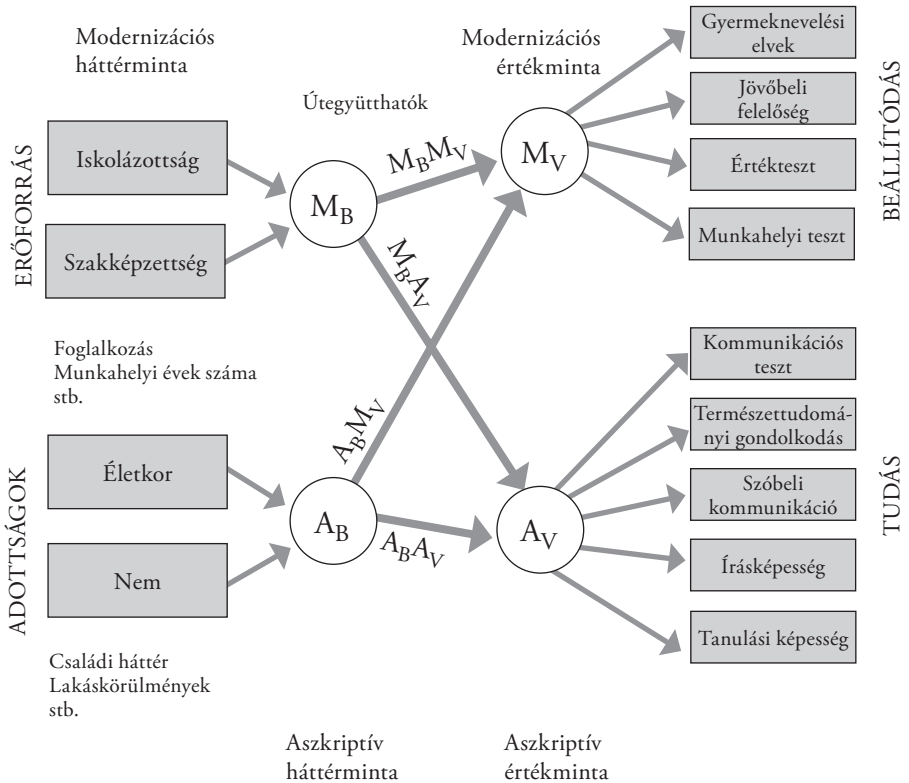 Modernizációs
háttérminta
Modernizációs
értékminta
Útegyütthatók
ERŐFORRÁS
Iskolázottság
Szakképzettség
Foglalkozás
Munkahelyi évek száma
stb.
ADOTTSÁGOK
Életkor
Nem
Családi háttér
Lakáskörülmények
stb.
M_B
A_B
M_BM_V
M_BA_V
A_BM_V
A_BA_V
M_V
A_V
Gyermeknevelési
elvek
Jövőbeli
felelőség
Értékteszt
Munkahelyi teszt
BEÁLLÍTÓDÁS
Kommunikációs
teszt
Természettudomá-
nyi gondolkodás
Szóbeli
kommunikáció
Írásképesség
Tanulási képesség
TUDÁS
Aszkriptív
háttérminta
Aszkriptív
értékminta